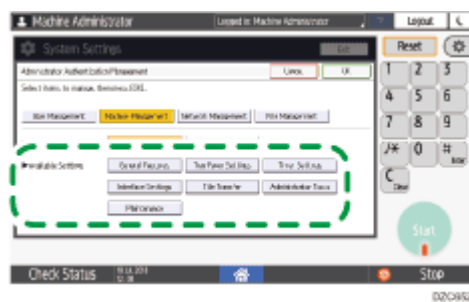 Machine Administrator
Logged in: Machine Administrator
Logout
System Settings
Exit
Reset
Administrator Authentication Management
Cancel
OK
Select items to manage, then press [OK].
User Management
Machine Management
Network Management
File Management
1 2 3
4 5 6
7 8 9
Available Settings
General Features
Timer Settings
Interface Settings
File Transfer
Administrator Tools
Maintenance
./* 0 #
Enter
C
Clear
Start
Check Status
Stop
DZC952